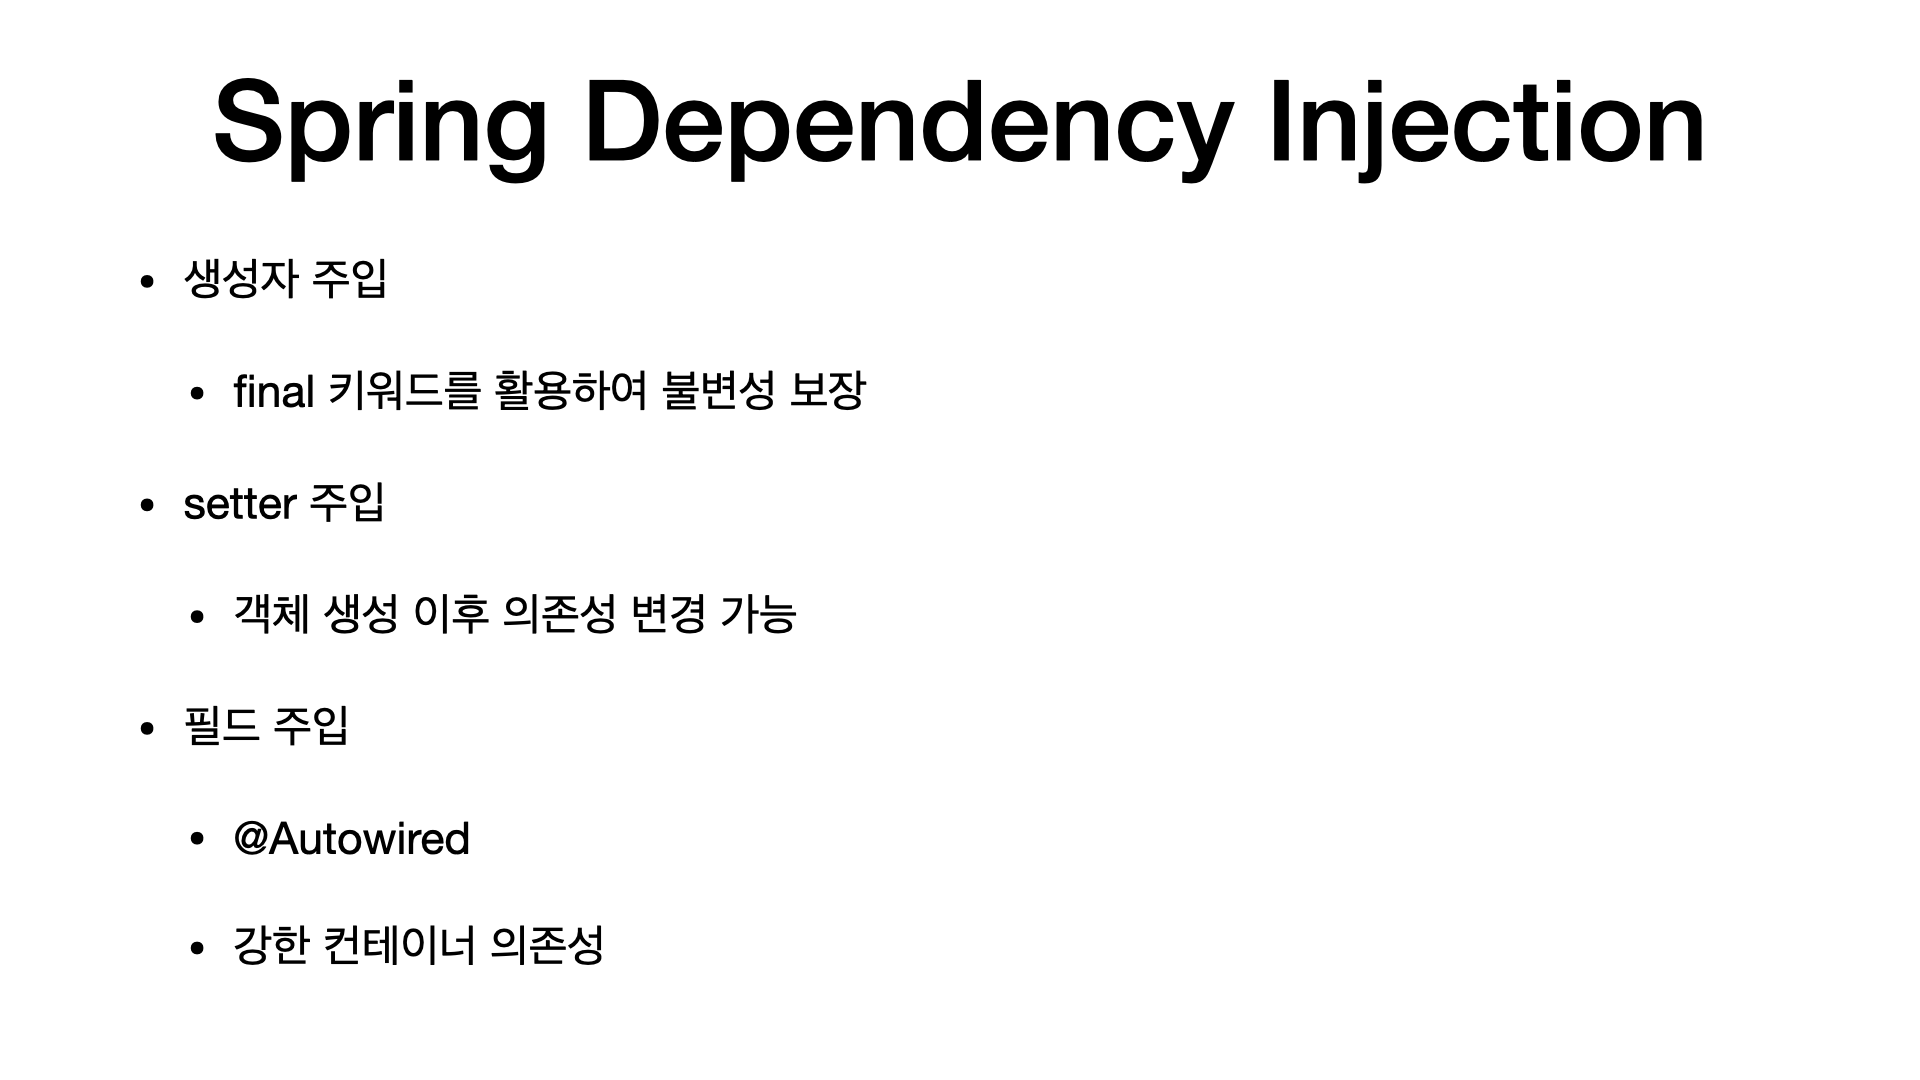 Spring Dependency Injection
• 생성자 주입
• final 키워드를 활용하여 불변성 보장
• setter 주입
• 객체 생성 이후 의존성 변경 가능
• 필드 주입
• @Autowired
• 강한 컨테이너 의존성